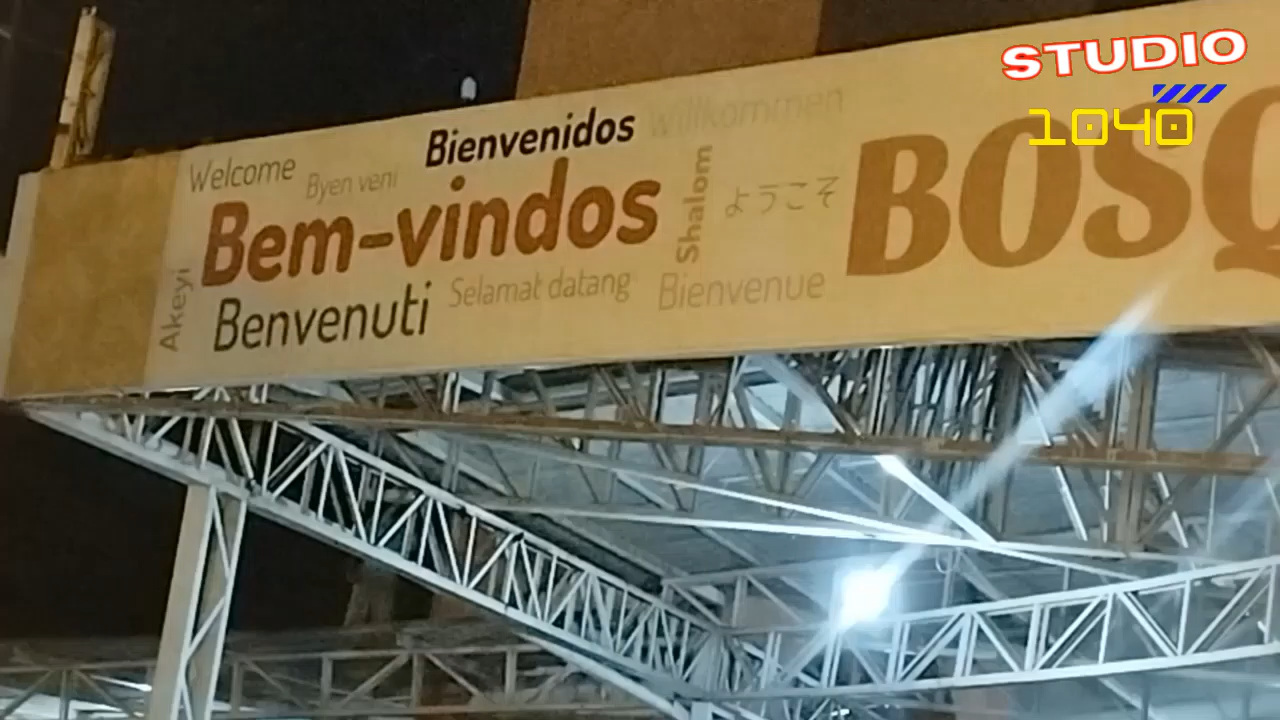 STUDIO
1040
Welcome
Byen veni
Bienvenidos
Willkommen
Bem-vindos
Shalom
ようこそ
Akeyi
Benvenuti
Selamat datang
Bienvenue
BOSQ